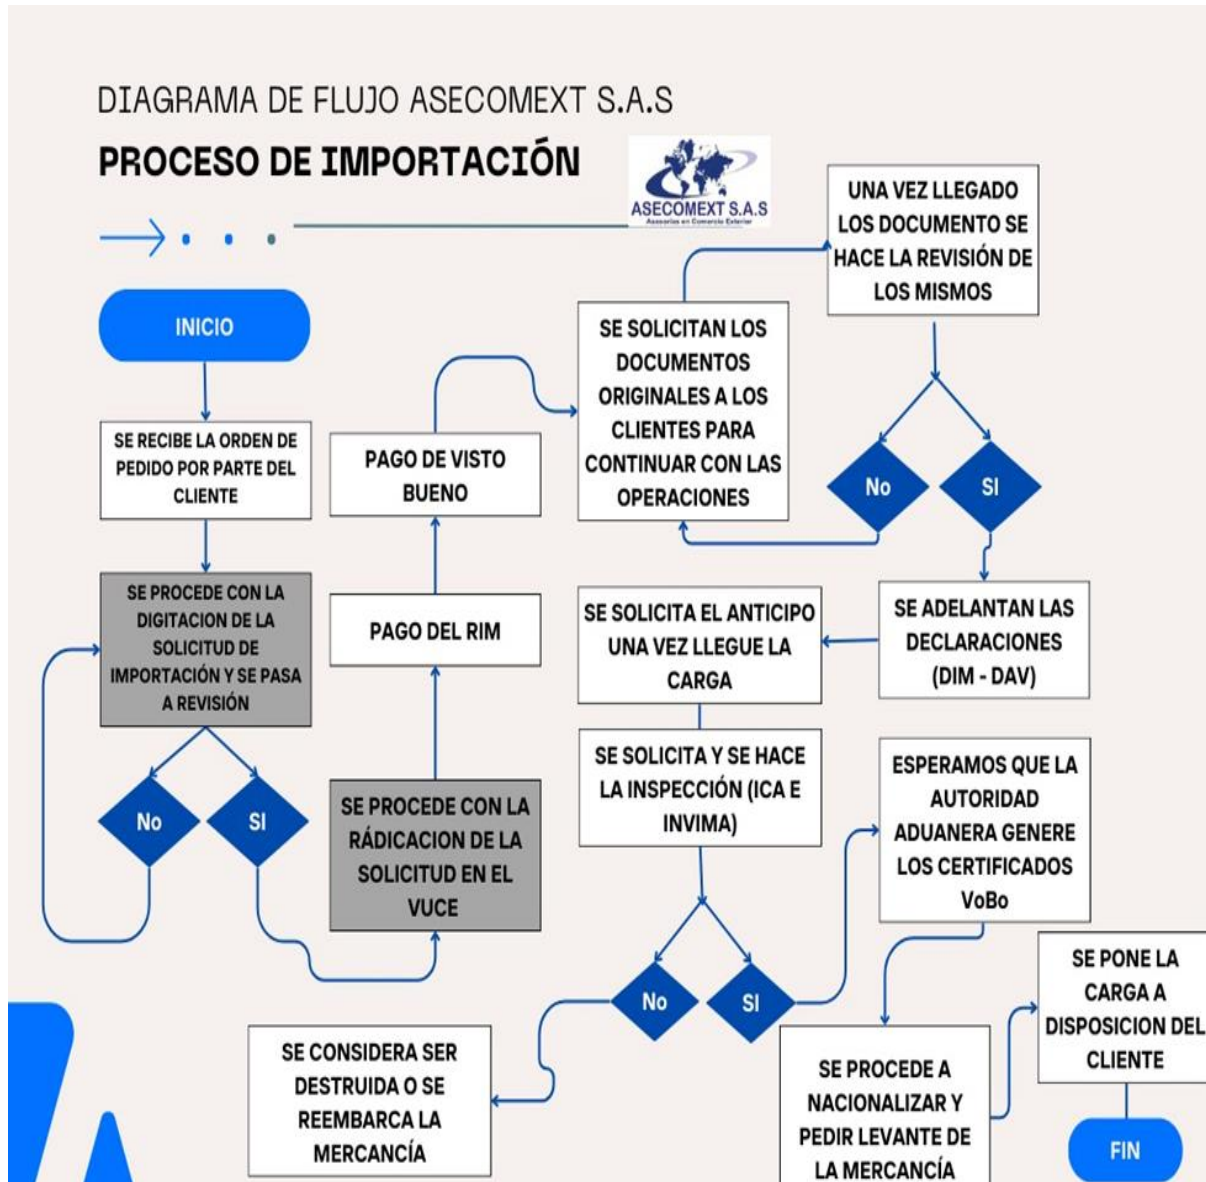 DIAGRAMA DE FLUJO ASECOMEXT S.A.S
PROCESO DE IMPORTACIÓN
ASECOMEXT S.A.S
Asesorías en Comercio Exterior
INICIO
SE RECIBE LA ORDEN DE
PEDIDO POR PARTE DEL
CLIENTE
SE PROCEDE CON LA
DIGITACION DE LA
SOLICITUD DE
IMPORTACIÓN Y SE PASA
A REVISIÓN
No
SI
SE PROCEDE CON LA
RÁDICACION DE LA
SOLICITUD EN EL
VUCE
PAGO DEL RIM
PAGO DE VISTO
BUENO
SE SOLICITAN LOS
DOCUMENTOS
ORIGINALES A LOS
CLIENTES PARA
CONTINUAR CON LAS
OPERACIONES
UNA VEZ LLEGADO
LOS DOCUMENTO SE
HACE LA REVISIÓN DE
LOS MISMOS
No
SI
SE ADELANTAN LAS
DECLARACIONES
(DIM - DAV)
SE SOLICITA EL ANTICIPO
UNA VEZ LLEGUE LA
CARGA
SE SOLICITA Y SE HACE
LA INSPECCIÓN (ICA E
INVIMA)
No
SI
SE CONSIDERA SER
DESTRUIDA O SE
REEMBARCA LA
MERCANCÍA
ESPERAMOS QUE LA
AUTORIDAD
ADUANERA GENERE
LOS CERTIFICADOS
VoBo
SE PROCEDE A
NACIONALIZAR Y
PEDIR LEVANTE DE
LA MERCANCÍA
SE PONE LA
CARGA A
DISPOSICION DEL
CLIENTE
FIN